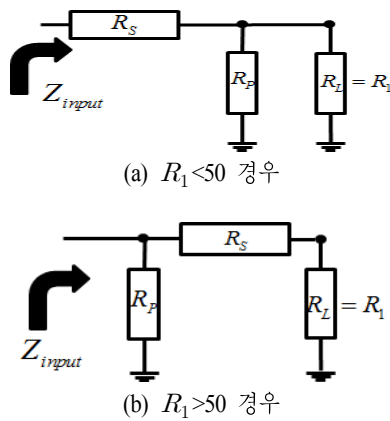 R_S
R_P
R_L = R_1
Z_input
(a) R_1<50 경우
R_S
R_P
R_L = R_1
Z_input
(b) R_1>50 경우